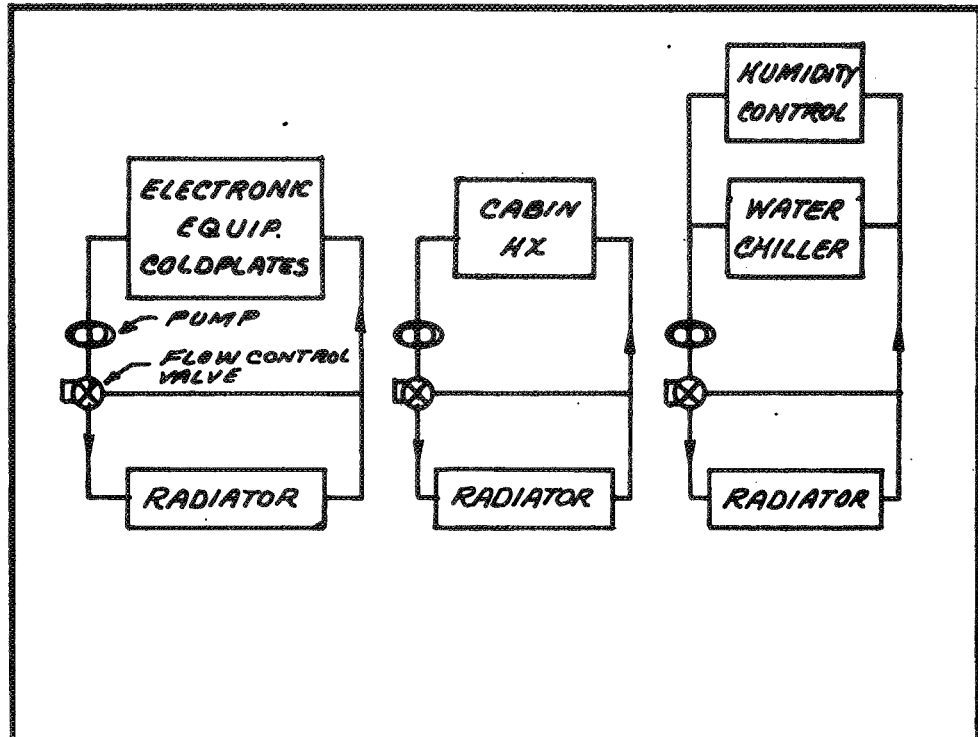 ELECTRONIC
EQUIP.
COLDPLATES
PUMP
FLOW CONTROL
VALVE
RADIATOR
CABIN
HX
RADIATOR
HUMIDITY
CONTROL
WATER
CHILLER
RADIATOR